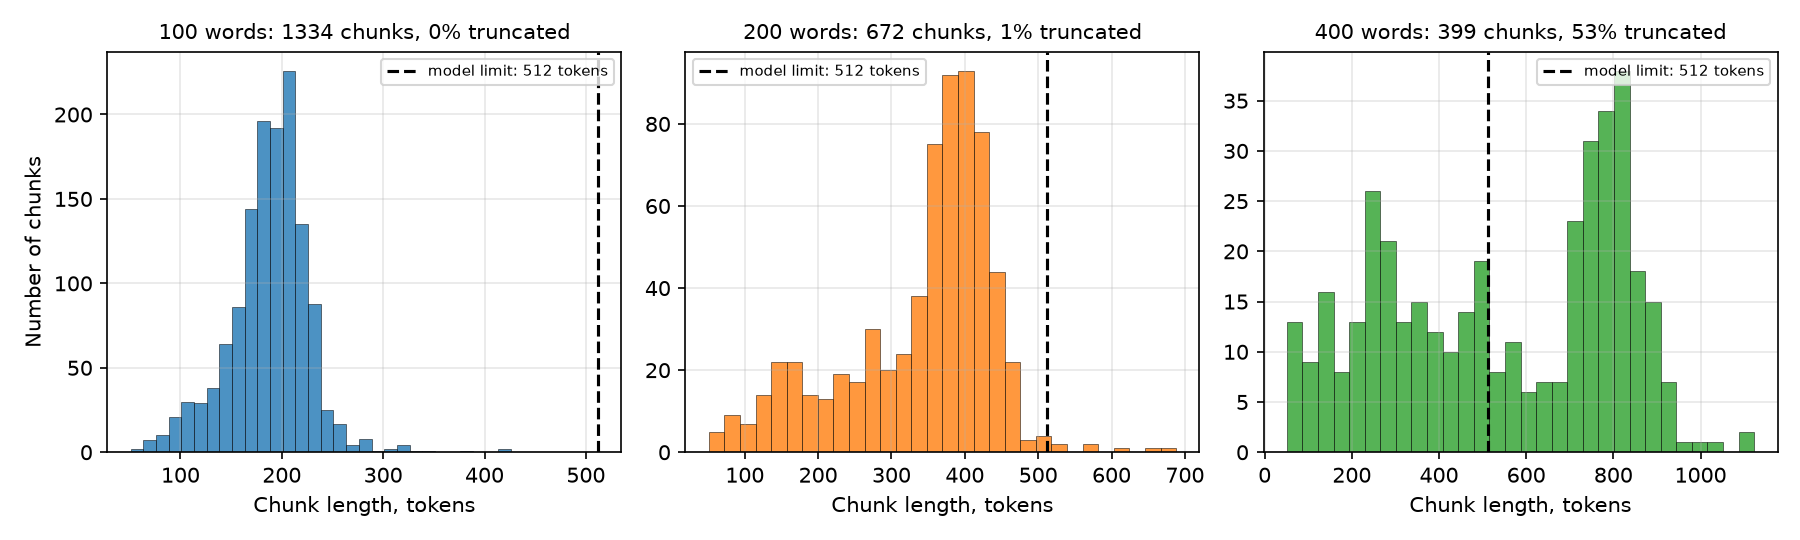 100 words: 1334 chunks, 0% truncated
model limit: 512 tokens
Number of chunks
200
150
100
50
0
100 200 300 400 500
Chunk length, tokens
200 words: 672 chunks, 1% truncated
model limit: 512 tokens
80
60
40
20
0
100 200 300 400 500 600 700
Chunk length, tokens
400 words: 399 chunks, 53% truncated
model limit: 512 tokens
35
30
25
20
15
10
5
0
0 200 400 600 800 1000
Chunk length, tokens